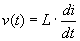 v(t) = L · di/dt